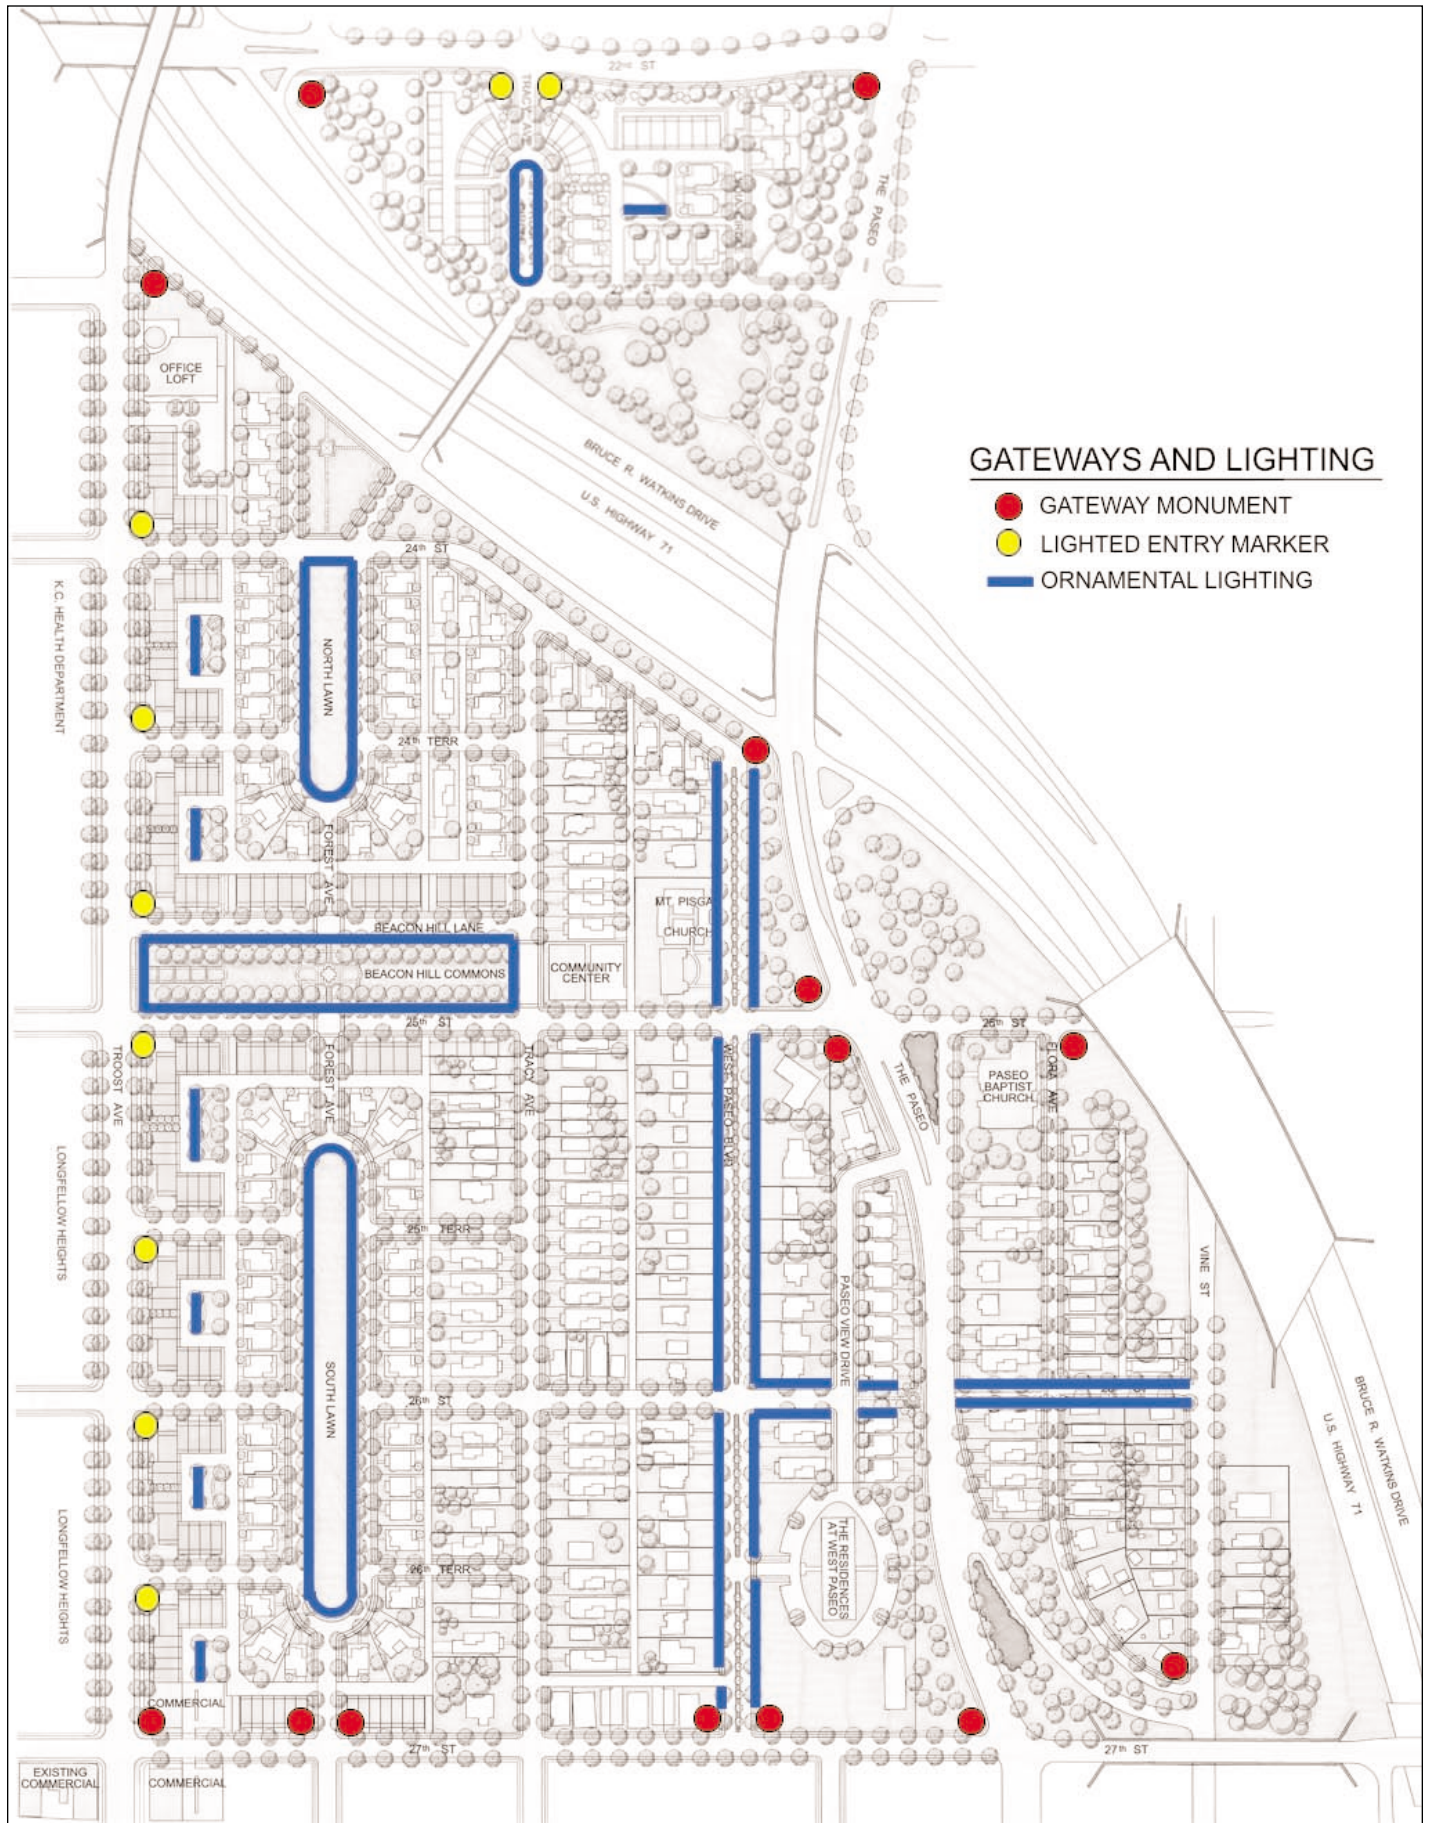 22nd ST
TRACY AVE
THE PASEO
OFFICE
LOFT
BRUCE R. WATKINS DRIVE
U.S. HIGHWAY 71
GATEWAYS AND LIGHTING
GATEWAY MONUMENT
LIGHTED ENTRY MARKER
ORNAMENTAL LIGHTING
24th ST
K.C. HEALTH DEPARTMENT
NORTH LAWN
24th TERR
FOREST AVE
MT. PISGA
CHURCH
BEACON HILL LANE
BEACON HILL COMMONS
COMMUNITY
CENTER
25th ST
25th ST
TROOST AVE
FOREST AVE
TRACY AVE
WEST PASEO BLVD
THE PASEO
PASEO
BAPTIST
CHURCH
FLORA AVE
LONGFELLOW HEIGHTS
25th TERR
VINE ST
PASEO VIEW DRIVE
SOUTH LAWN
26th ST
BRUCE R. WATKINS DRIVE
U.S. HIGHWAY 71
LONGFELLOW HEIGHTS
THE RESIDENCES
AT WEST PASEO
26th TERR
COMMERCIAL
27th ST
27th ST
EXISTING
COMMERCIAL
COMMERCIAL